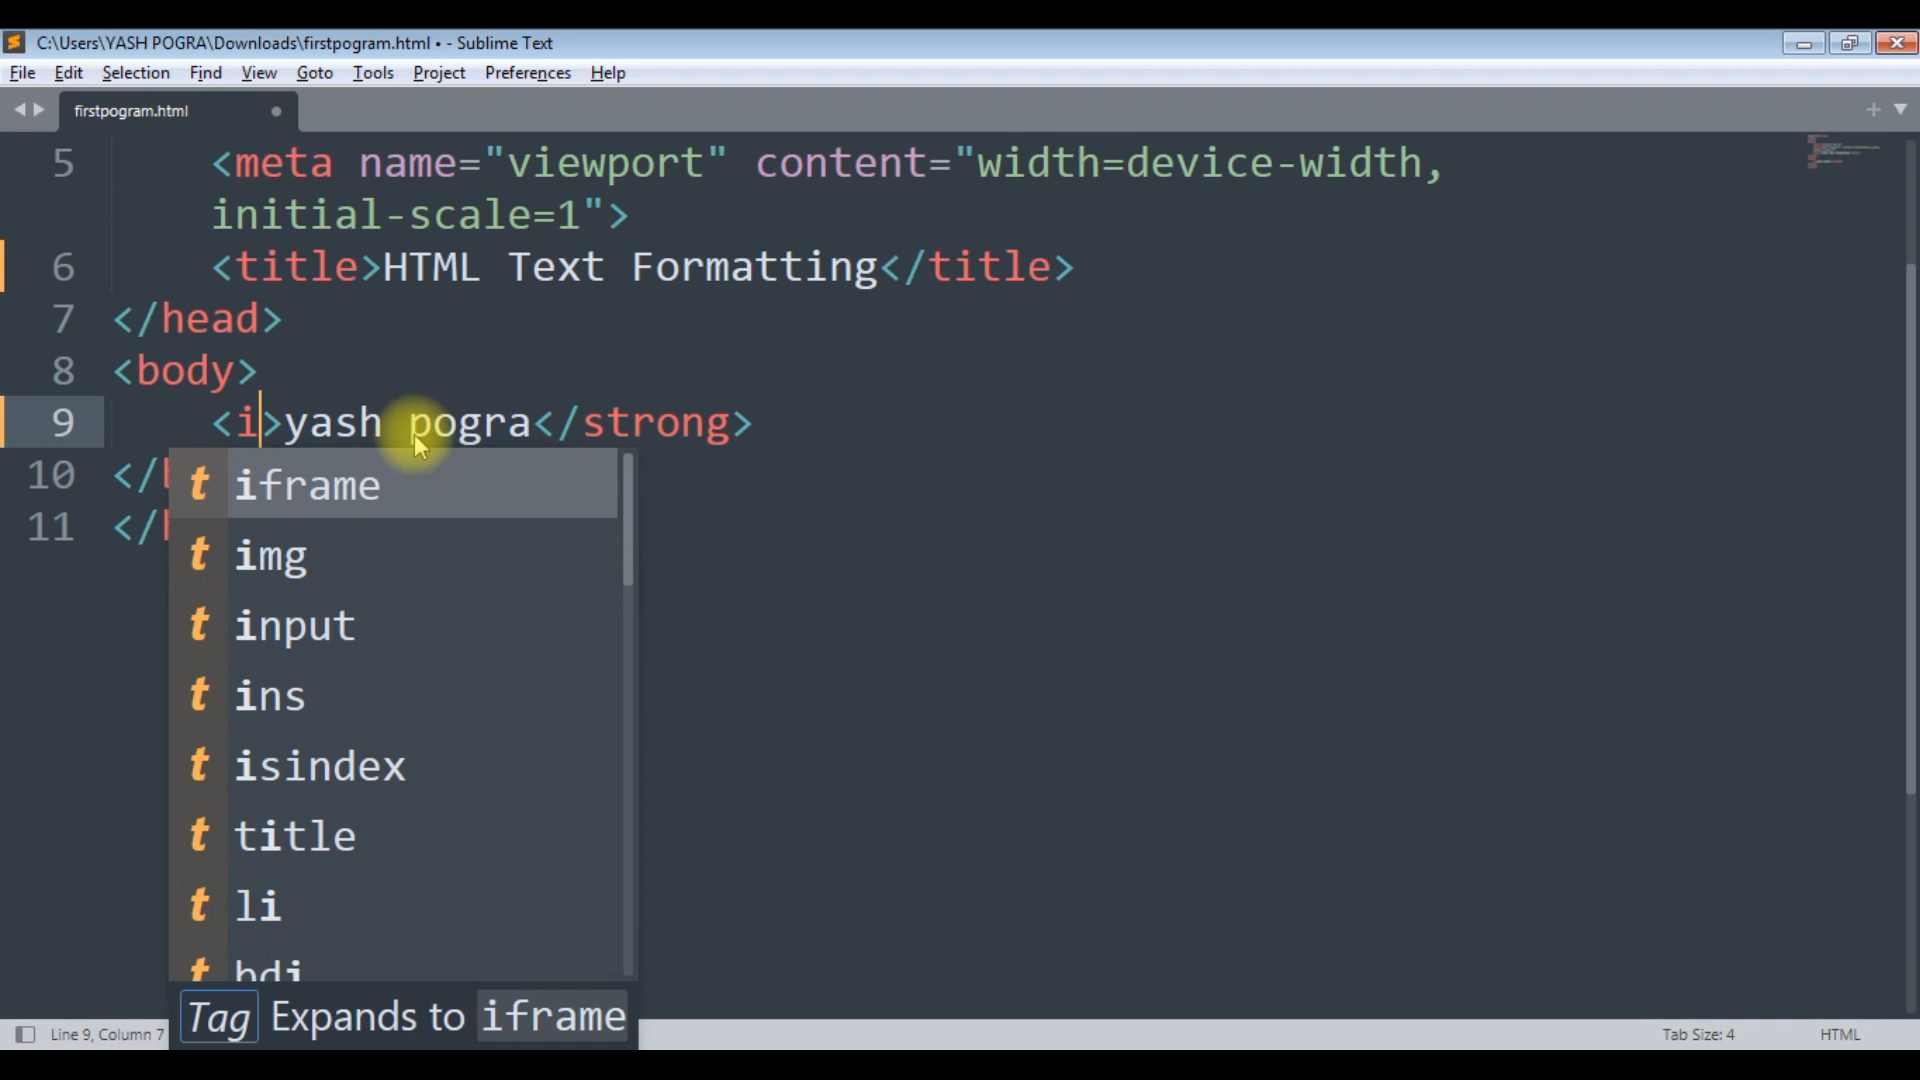 C:\Users\YASH POGRA\Downloads\firstpogram.html • - Sublime Text
File Edit Selection Find View Goto Tools Project Preferences Help
firstpogram.html
5 <meta name="viewport" content="width=device-width,
initial-scale=1">
6 <title>HTML Text Formatting</title>
7 </head>
8 <body>
9 <i>yash pogra</strong>
10 </
11 </
t iframe
t img
t input
t ins
t isindex
t title
t li
t bdi
Tag Expands to iframe
Line 9, Column 7 Tab Size: 4 HTML